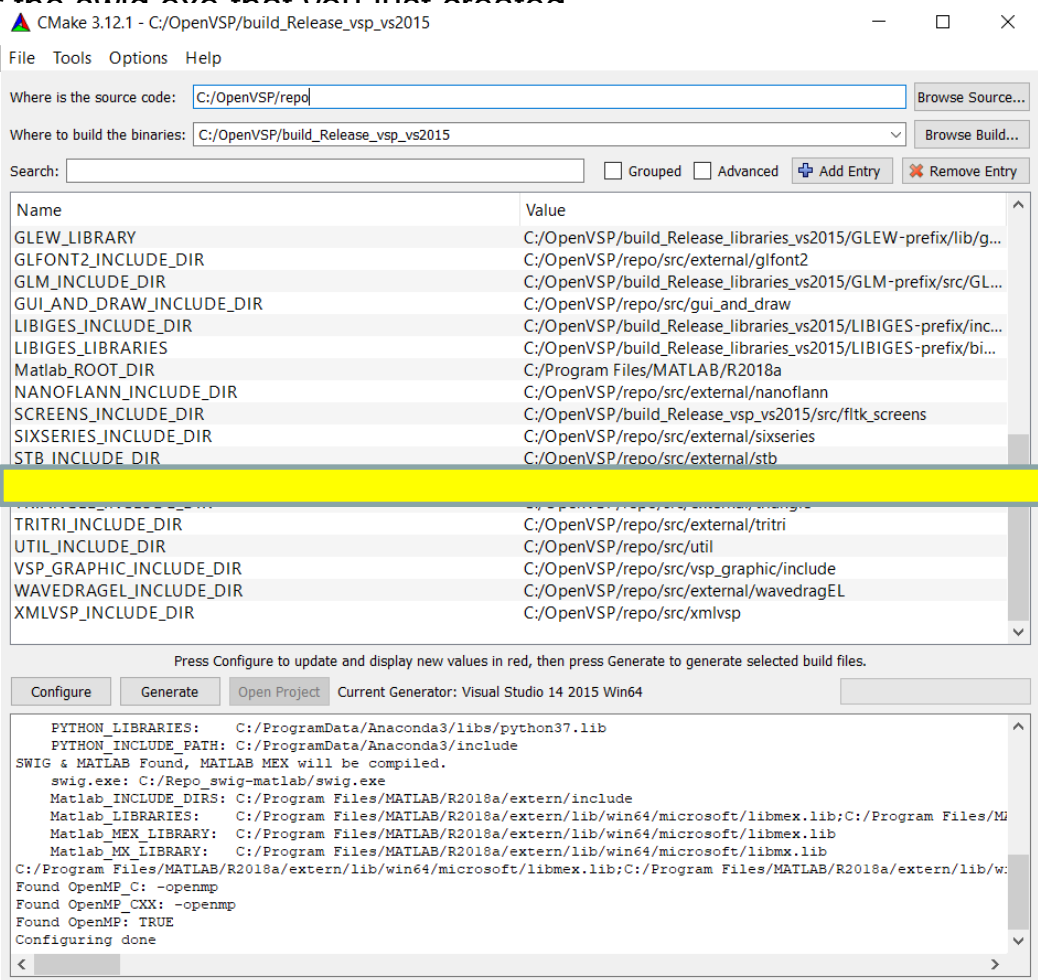 the swig.exe that you just created
CMake 3.12.1 - C:/OpenVSP/build_Release_vsp_vs2015
File Tools Options Help
Where is the source code: C:/OpenVSP/repo Browse Source...
Where to build the binaries: C:/OpenVSP/build_Release_vsp_vs2015 Browse Build...
Search: Grouped Advanced Add Entry Remove Entry
Name Value
GLEW_LIBRARY C:/OpenVSP/build_Release_libraries_vs2015/GLEW-prefix/lib/g...
GLFONT2_INCLUDE_DIR C:/OpenVSP/repo/src/external/glfont2
GLM_INCLUDE_DIR C:/OpenVSP/build_Release_libraries_vs2015/GLM-prefix/src/GL...
GUI_AND_DRAW_INCLUDE_DIR C:/OpenVSP/repo/src/gui_and_draw
LIBIGES_INCLUDE_DIR C:/OpenVSP/build_Release_libraries_vs2015/LIBIGES-prefix/inc...
LIBIGES_LIBRARIES C:/OpenVSP/build_Release_libraries_vs2015/LIBIGES-prefix/bi...
Matlab_ROOT_DIR C:/Program Files/MATLAB/R2018a
NANOFLANN_INCLUDE_DIR C:/OpenVSP/repo/src/external/nanoflann
SCREENS_INCLUDE_DIR C:/OpenVSP/build_Release_vsp_vs2015/src/fltk_screens
SIXSERIES_INCLUDE_DIR C:/OpenVSP/repo/src/external/sixseries
STB_INCLUDE_DIR C:/OpenVSP/repo/src/external/stb
TRITRI_INCLUDE_DIR C:/OpenVSP/repo/src/external/tritri
UTIL_INCLUDE_DIR C:/OpenVSP/repo/src/util
VSP_GRAPHIC_INCLUDE_DIR C:/OpenVSP/repo/src/vsp_graphic/include
WAVEDRAGEL_INCLUDE_DIR C:/OpenVSP/repo/src/external/wavedragEL
XMLVSP_INCLUDE_DIR C:/OpenVSP/repo/src/xmlvsp
Press Configure to update and display new values in red, then press Generate to generate selected build files.
Configure Generate Open Project Current Generator: Visual Studio 14 2015 Win64
PYTHON_LIBRARIES: C:/ProgramData/Anaconda3/libs/python37.lib
PYTHON_INCLUDE_PATH: C:/ProgramData/Anaconda3/include
SWIG & MATLAB Found, MATLAB MEX will be compiled.
swig.exe: C:/Repo_swig-matlab/swig.exe
Matlab_INCLUDE_DIRS: C:/Program Files/MATLAB/R2018a/extern/include
Matlab_LIBRARIES: C:/Program Files/MATLAB/R2018a/extern/lib/win64/microsoft/libmex.lib;C:/Program Files/MA
Matlab_MEX_LIBRARY: C:/Program Files/MATLAB/R2018a/extern/lib/win64/microsoft/libmex.lib
Matlab_MX_LIBRARY: C:/Program Files/MATLAB/R2018a/extern/lib/win64/microsoft/libmx.lib
C:/Program Files/MATLAB/R2018a/extern/lib/win64/microsoft/libmex.lib;C:/Program Files/MATLAB/R2018a/extern/lib/wi
Found OpenMP_C: -openmp
Found OpenMP_CXX: -openmp
Found OpenMP: TRUE
Configuring done